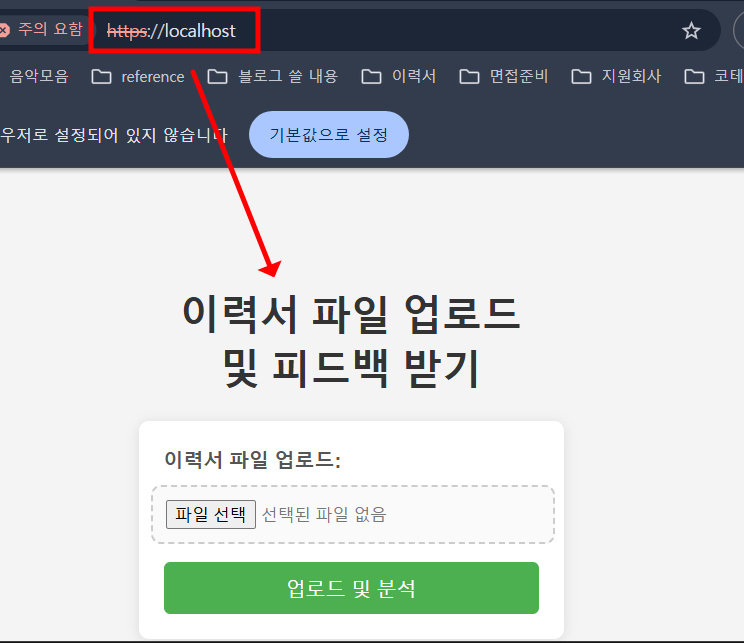 주의 요함 https://localhost
음악모음 reference 블로그 쓸 내용 이력서 면접준비 지원회사 코테
우저로 설정되어 있지 않습니다 기본값으로 설정
이력서 파일 업로드
및 피드백 받기
이력서 파일 업로드:
파일 선택 선택된 파일 없음
업로드 및 분석